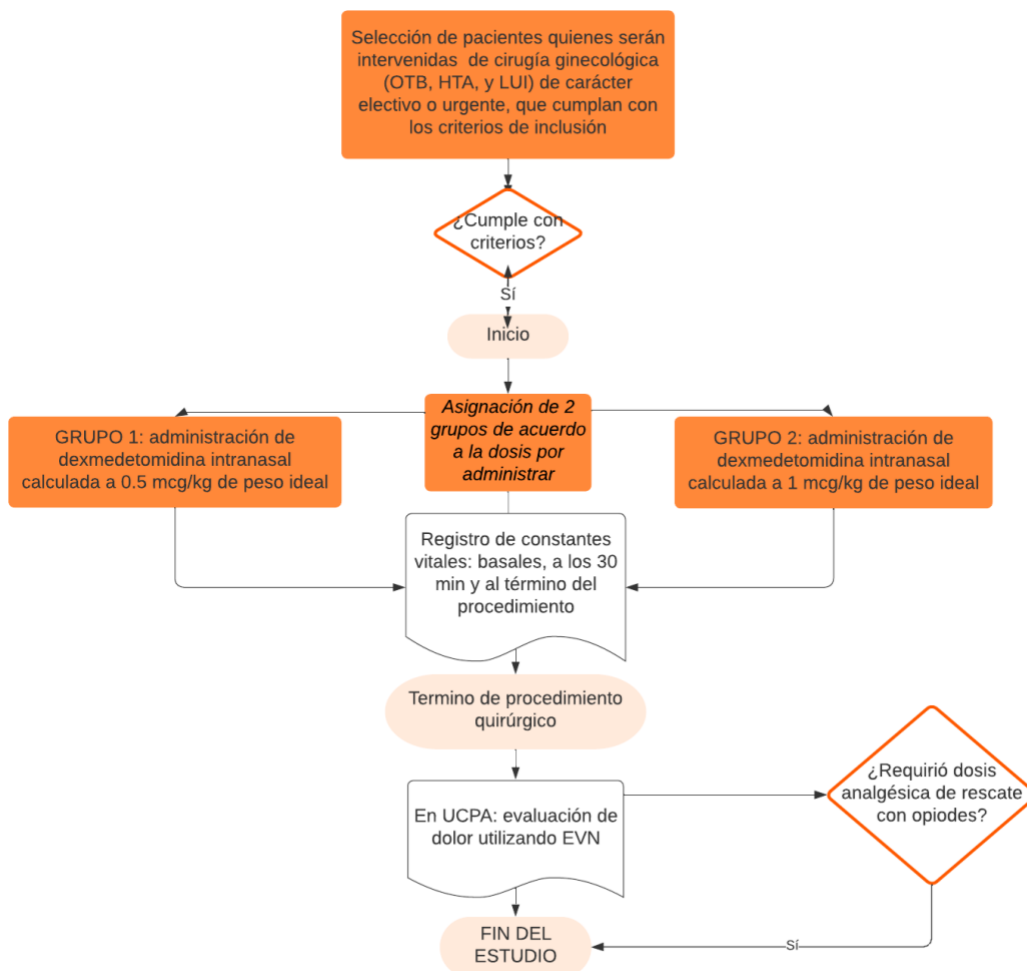 Selección de pacientes quienes serán
intervenidas de cirugía ginecológica
(OTB, HTA, y LUI) de carácter
electivo o urgente, que cumplan con
los criterios de inclusión
¿Cumple con
criterios?
Sí
Inicio
Asignación de 2
grupos de acuerdo
a la dosis por
administrar
GRUPO 1: administración de
dexmedetomidina intranasal
calculada a 0.5 mcg/kg de peso ideal
GRUPO 2: administración de
dexmedetomidina intranasal
calculada a 1 mcg/kg de peso ideal
Registro de constantes
vitales: basales, a los 30
min y al término del
procedimiento
Termino de procedimiento
quirúrgico
En UCPA: evaluación de
dolor utilizando EVN
¿Requirió dosis
analgésica de rescate
con opiodes?
Sí
FIN DEL
ESTUDIO